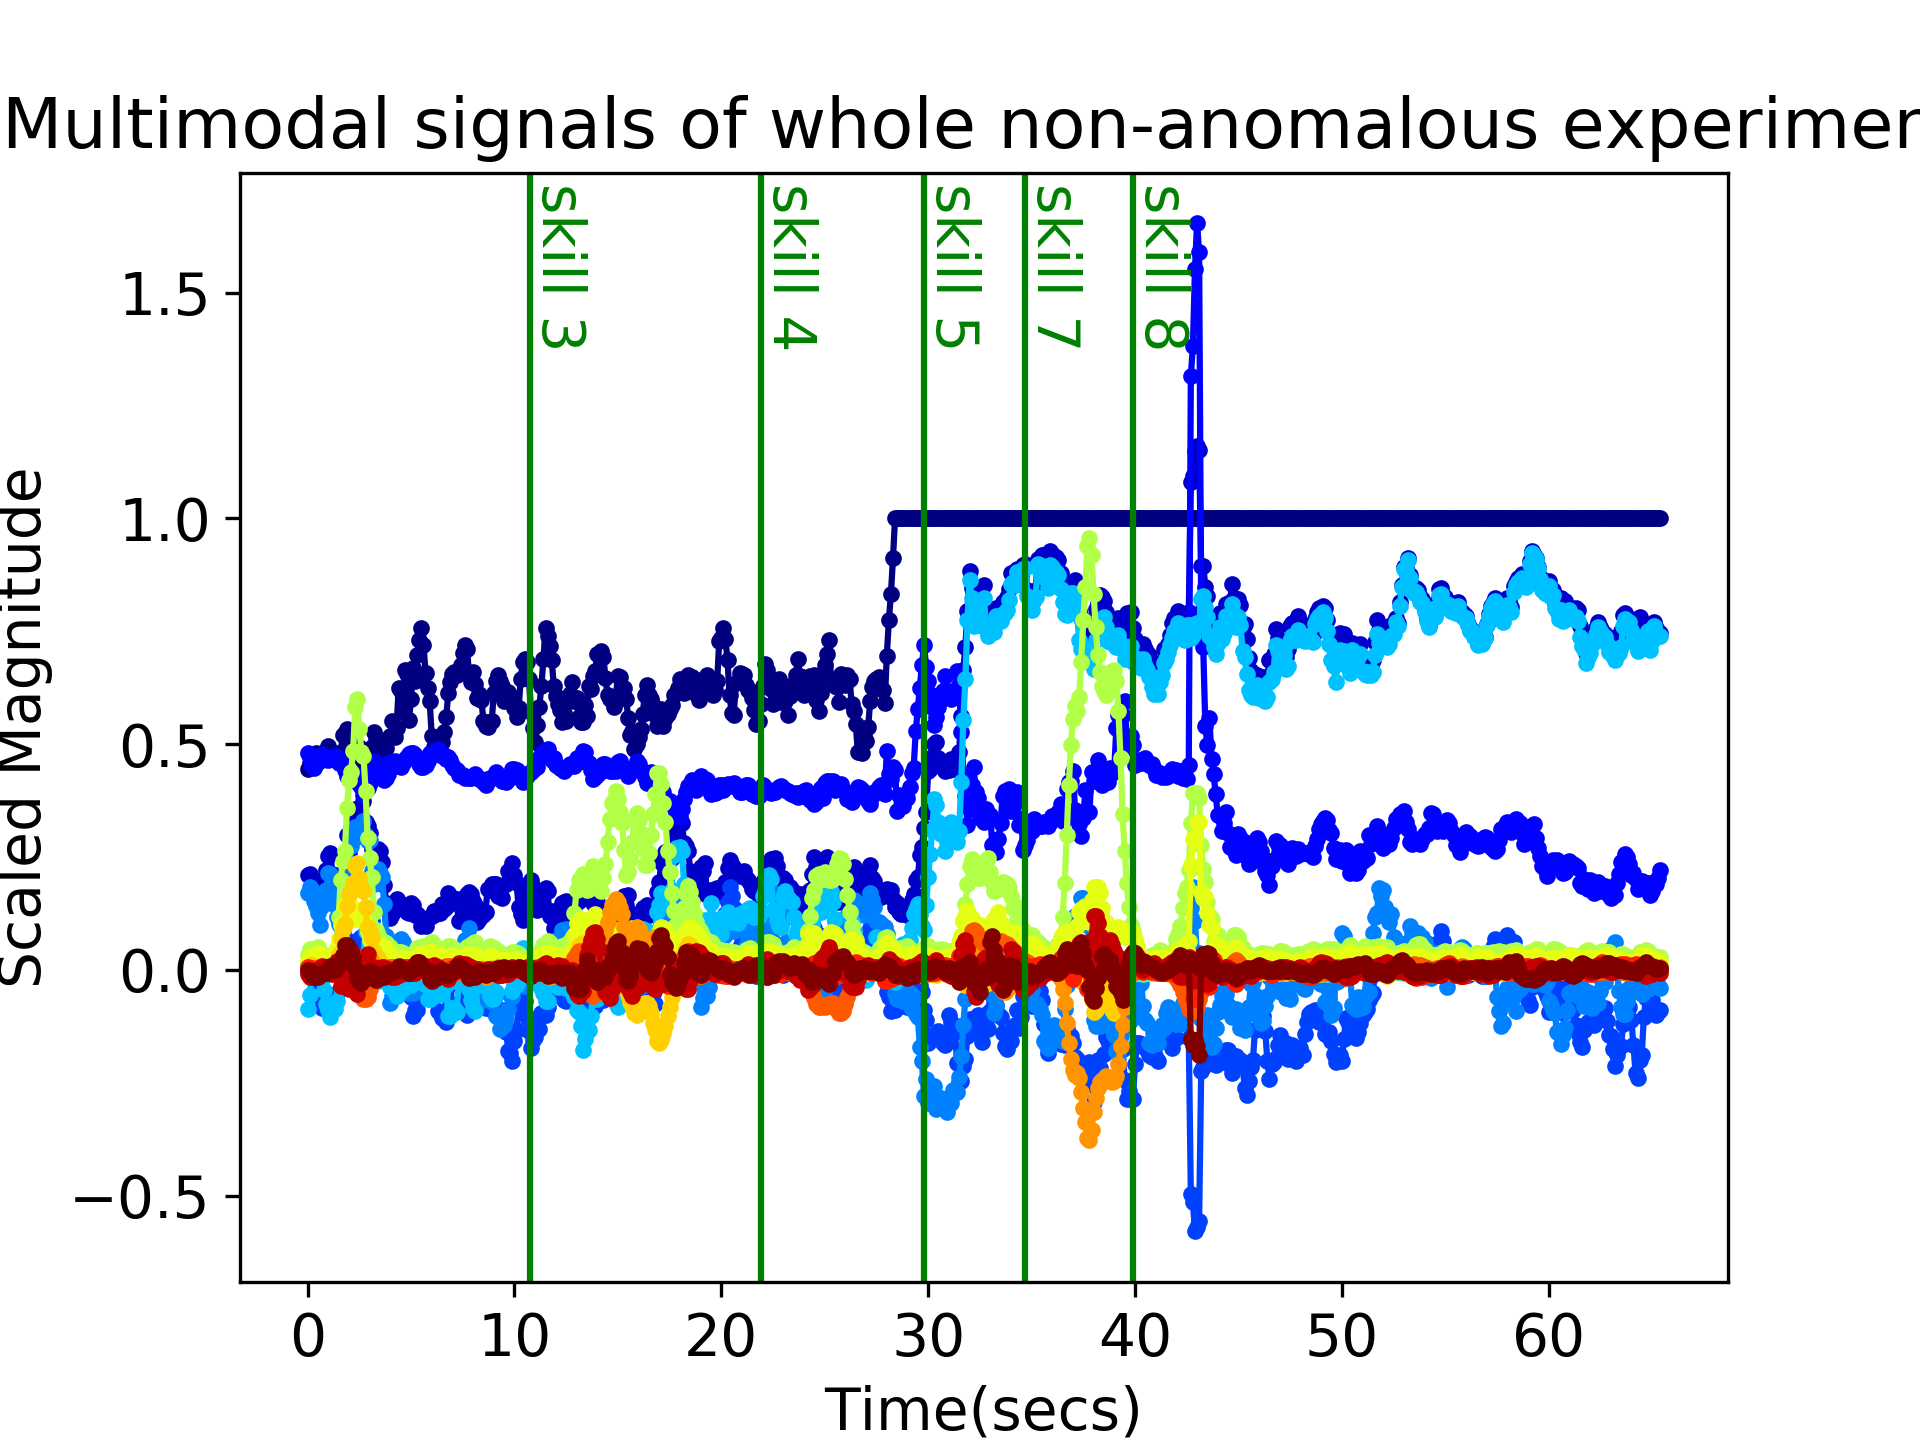 Multimodal signals of whole non-anomalous experimen
skill 3
skill 4
skill 5
skill 7
skill 8
1.5
1.0
0.5
0.0
−0.5
Scaled Magnitude
0 10 20 30 40 50 60
Time(secs)